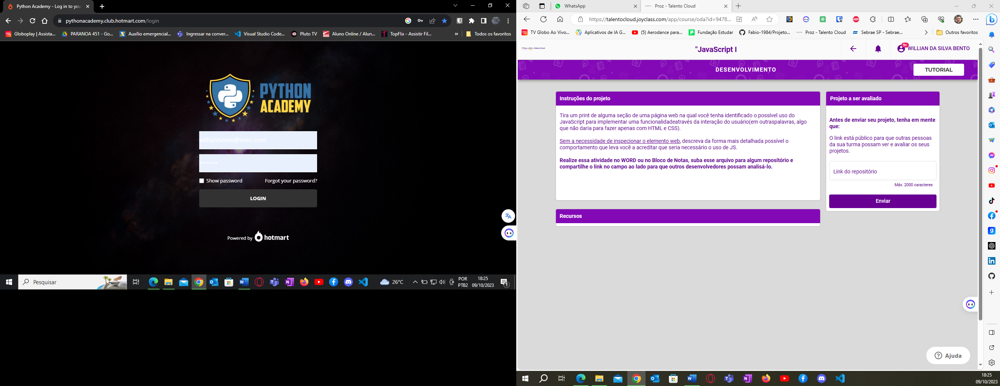 Python Academy - Log in to you
pythonacademy.club.hotmart.com/login
Globoplay | Assista...
PARANOA 451 - Go...
Auxílio emergencial...
Ingressar na conver...
Visual Studio Code...
Pluto TV
Aluno Online / Alun...
TopFlix - Assistir Fil...
»
Todos os favoritos
PYTHON
ACADEMY
willianbento@msn.com
••••••••
Show password
Forgot your password?
LOGIN
Powered by hotmart
Pesquisar
26°C
POR
PTB2
18:25
09/10/2023
1
WhatsApp
Proz - Talento Cloud
https://talentocloud.joyclass.com/app/course/oda?id=9478...
ABP
TV Globo Ao Vivo...
Aplicativos de IA G...
(5) Aerodance para...
Fundação Estudar
Fabio-1984/Projeto...
Proz - Talento Cloud
Sebrae SP - Sebrae...
Outros favoritos
"JavaScript I
9+
WILLIAN DA SILVA BENTO
DESENVOLVIMENTO
TUTORIAL
Instruções do projeto
Tira um print de alguma seção de uma página web na qual você tenha identificado o possível uso do
JavaScript para implementar uma funcionalidadeatravés da interação do usuário(em outraspalavras, algo
que não daria para fazer apenas com HTML e CSS).
Sem a necessidade de inspecionar o elemento web, descreva da forma mais detalhada possível o
comportamento que leva você a acreditar que seria necessário o uso de JS.
Realize essa atividade no WORD ou no Bloco de Notas, suba esse arquivo para algum repositório e
compartilhe o link no campo ao lado para que outros desenvolvedores possam analisá-lo.
Recursos
Projeto a ser avaliado
Antes de enviar seu projeto, tenha em mente
que:
O link está público para que outras pessoas
da sua turma possam ver e avaliar os seus
projetos.
Link do repositório
Máx. 2000 caracteres
Enviar
Ajuda
18:25
09/10/2023